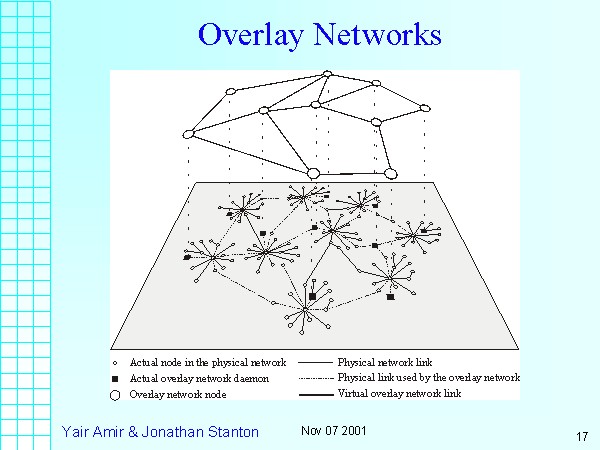 Overlay Networks
Actual node in the physical network
Physical network link
Actual overlay network daemon
Physical link used by the overlay network
Overlay network node
Virtual overlay network link
Yair Amir & Jonathan Stanton
Nov 07 2001
17